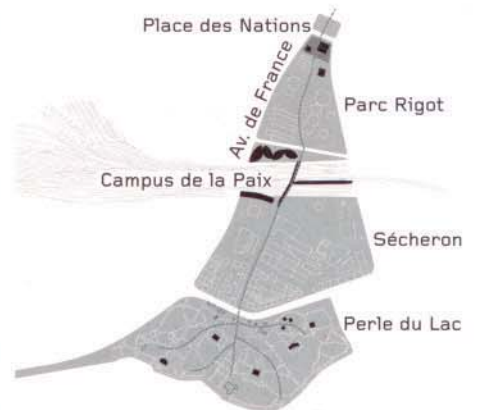 Place des Nations
Av. de France
Parc Rigot
Campus de la Paix
Sécheron
Perle du Lac